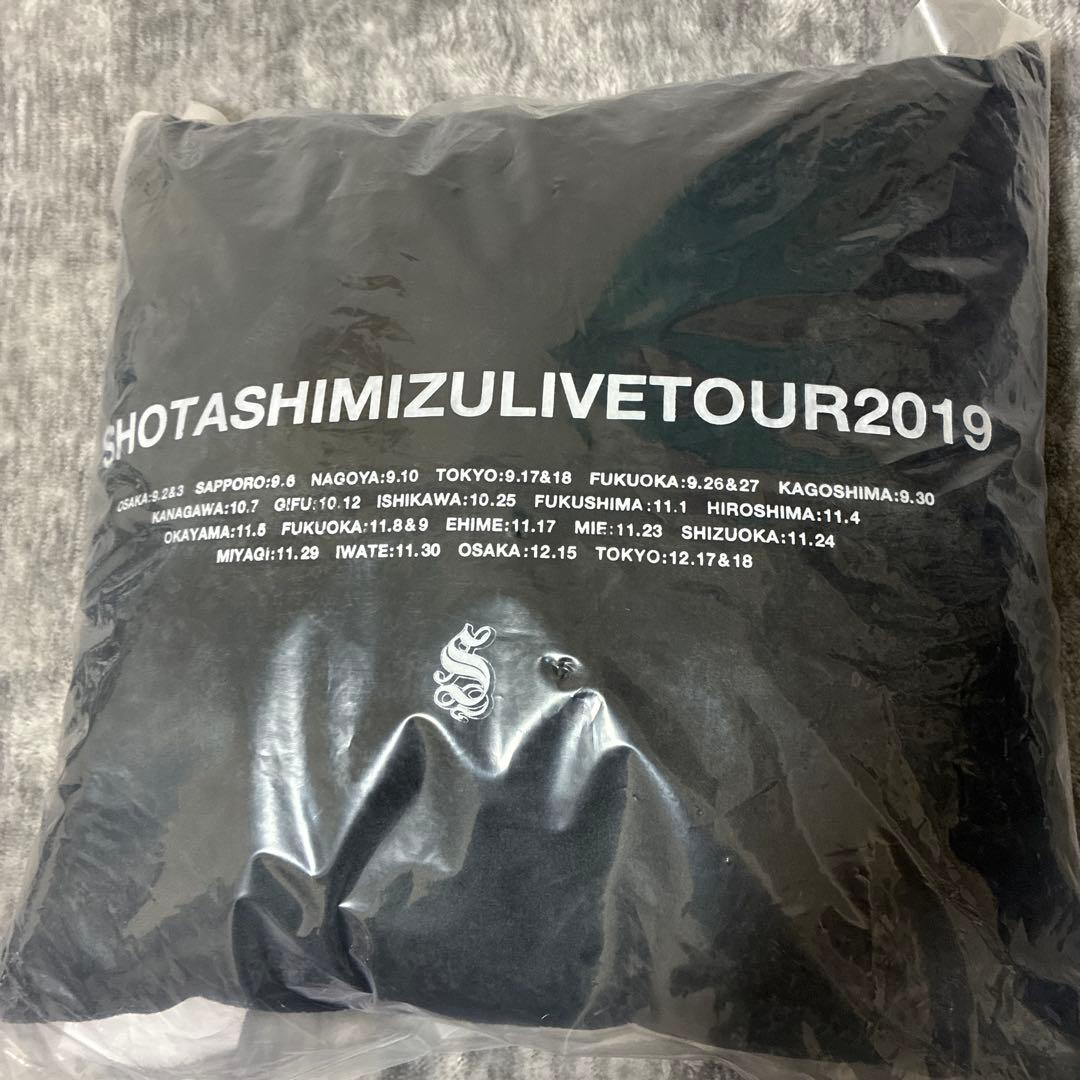 SHOTASHIMIZULIVETOUR2019
OSAKA:9.2&3 SAPPORO:9.6 NAGOYA:9.10 TOKYO:9.17&18 FUKUOKA:9.26&27 KAGOSHIMA:9.30
KANAGAWA:10.7 GIFU:10.12 ISHIKAWA:10.25 FUKUSHIMA:11.1 HIROSHIMA:11.4
OKAYAMA:11.5 FUKUOKA:11.8&9 EHIME:11.17 MIE:11.23 SHIZUOKA:11.24
MIYAGI:11.29 IWATE:11.30 OSAKA:12.15 TOKYO:12.17&18
S